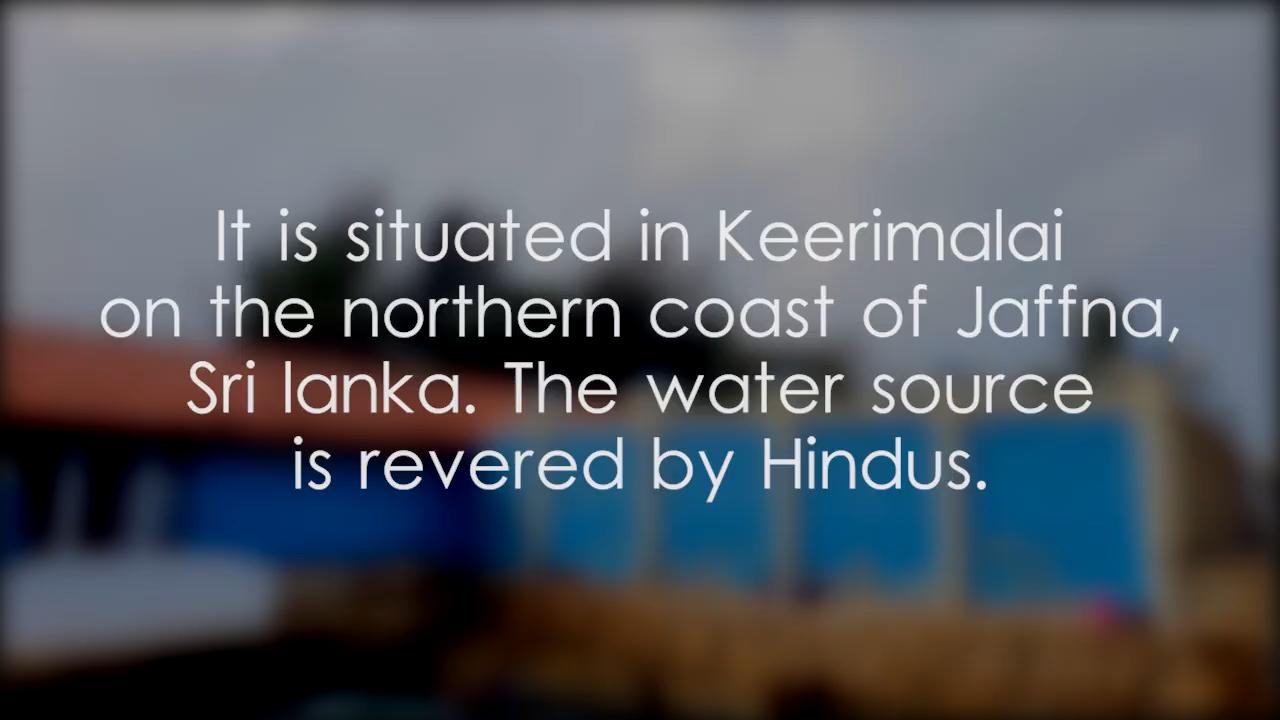 It is situated in Keerimalai
on the northern coast of Jaffna,
Sri lanka. The water source
is revered by Hindus.